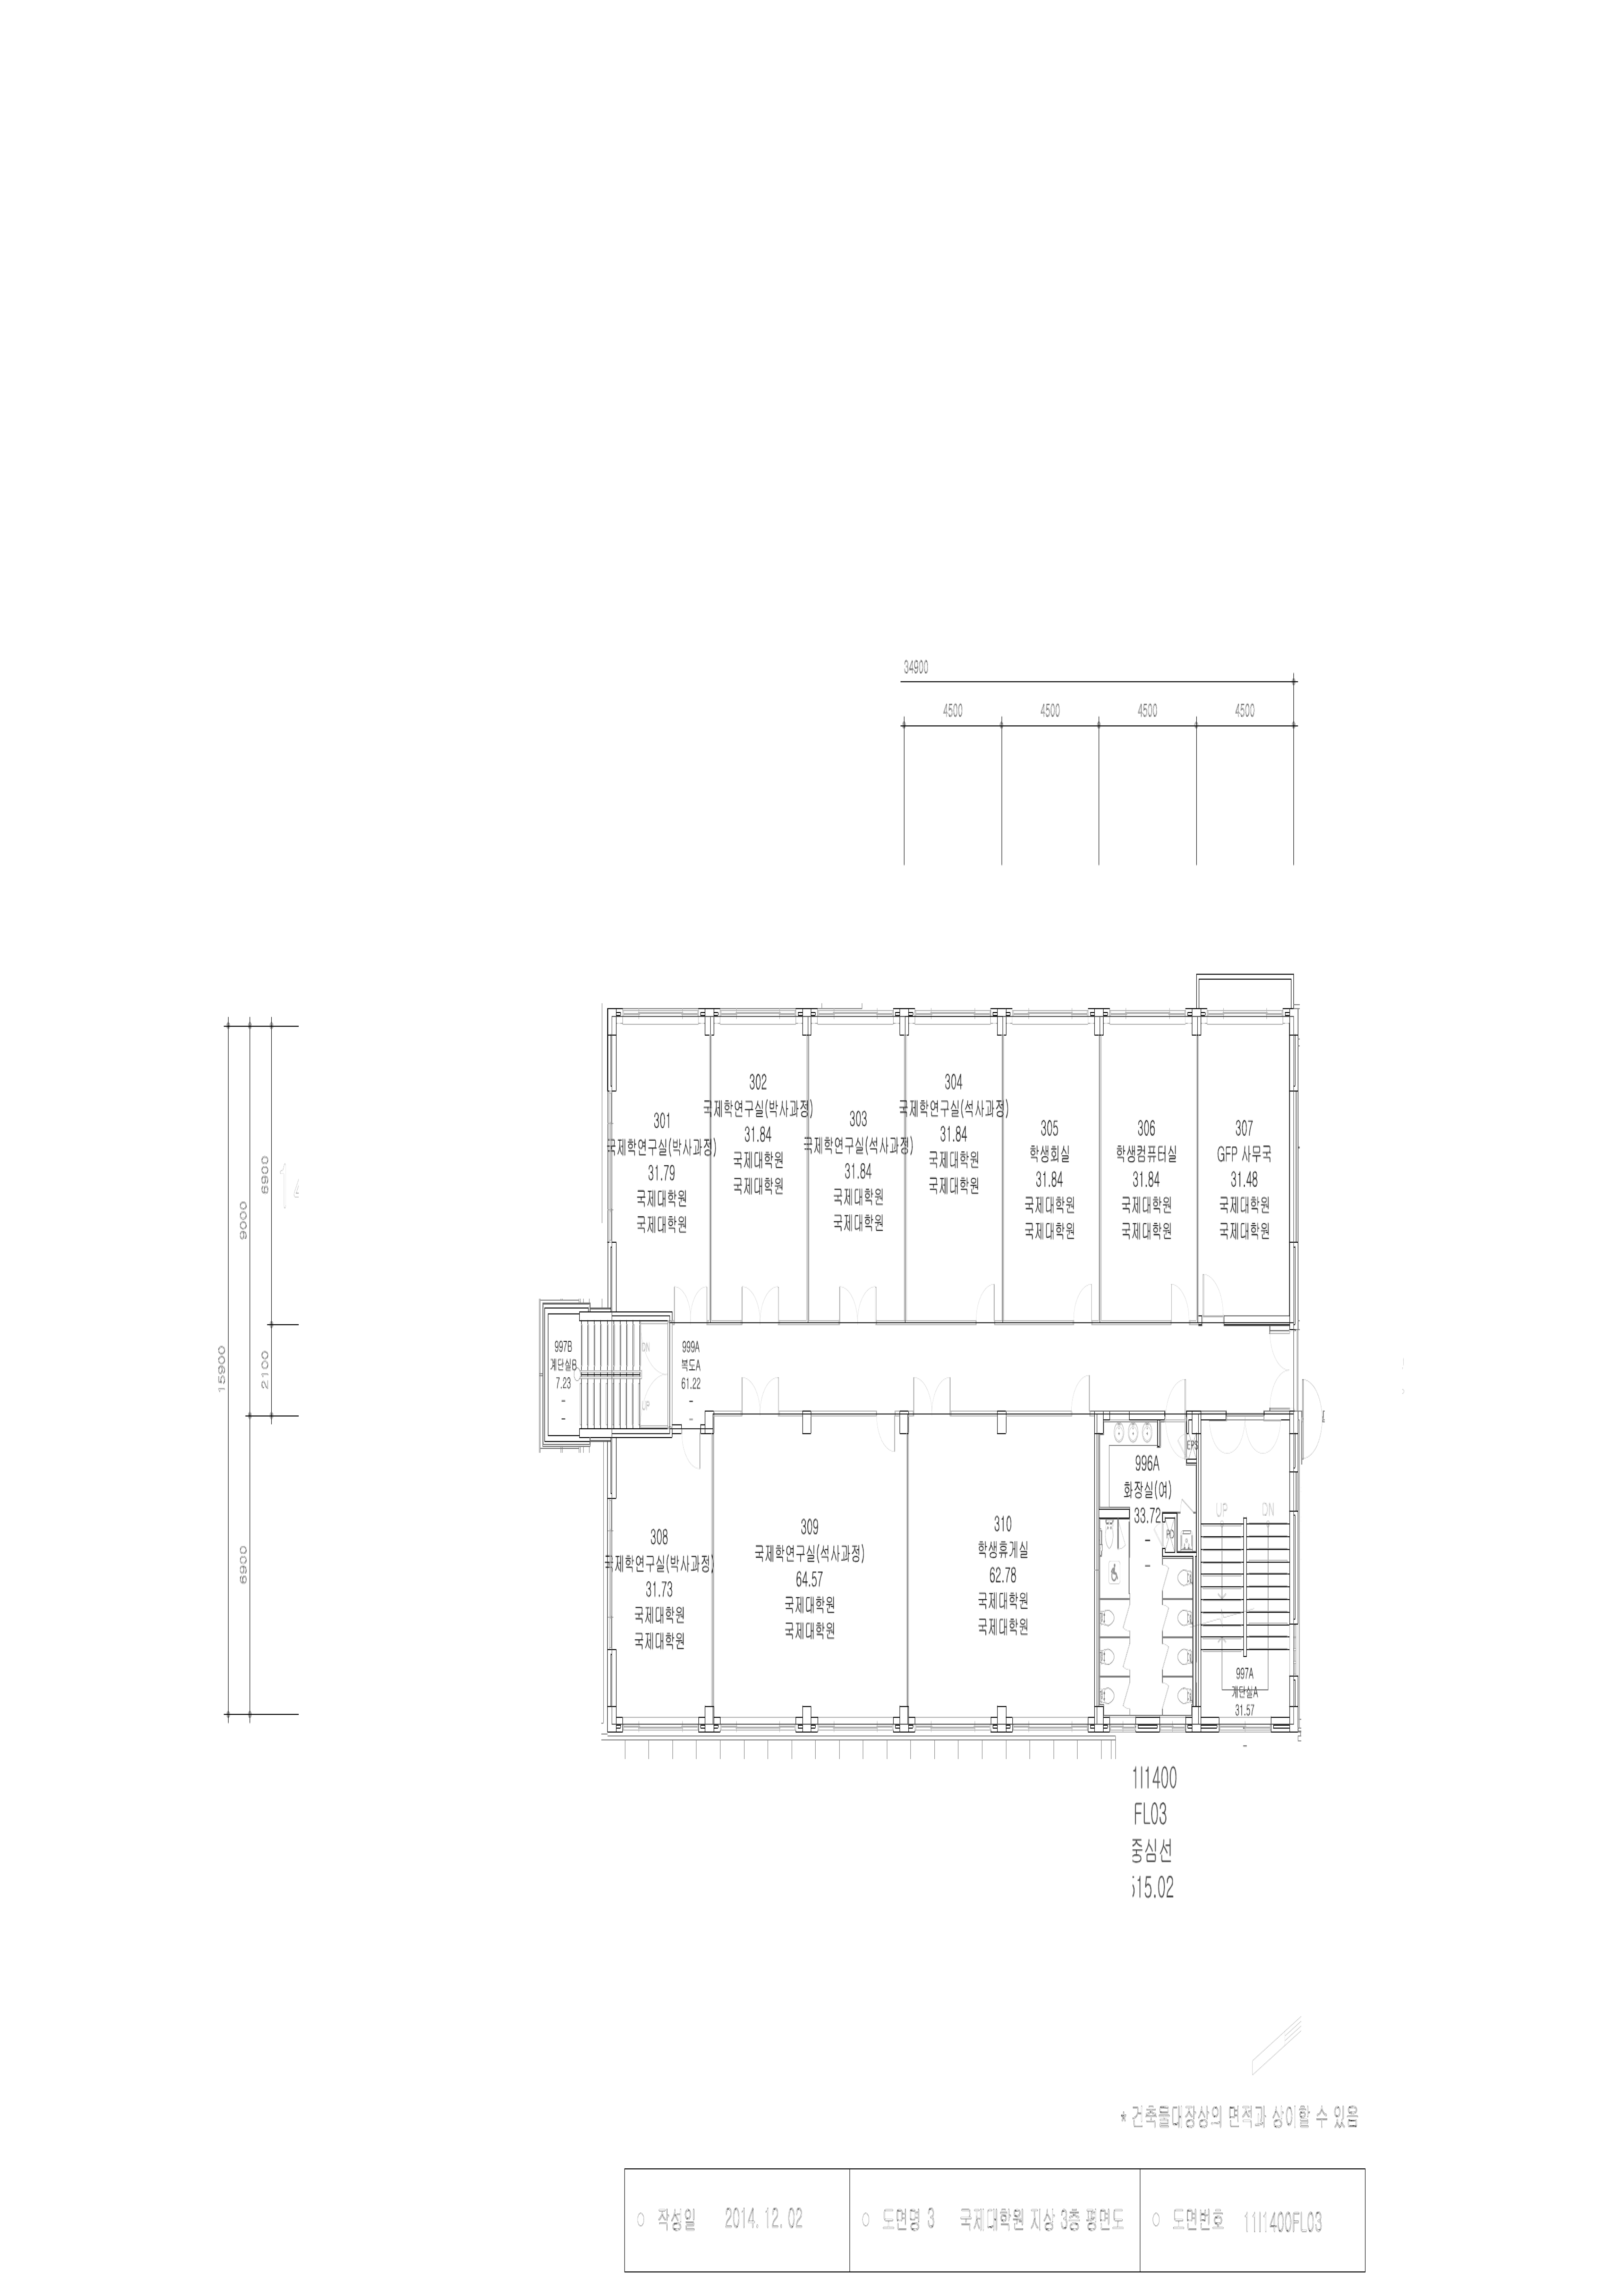 34900
4500 4500 4500 4500
15900
9000
6900
6900
2100
301
국제학연구실(박사과정)
31.79
국제대학원
국제대학원
302
국제학연구실(박사과정)
31.84
국제대학원
국제대학원
303
국제학연구실(석사과정)
31.84
국제대학원
국제대학원
304
국제학연구실(석사과정)
31.84
국제대학원
국제대학원
305
학생회실
31.84
국제대학원
국제대학원
306
학생컴퓨터실
31.84
국제대학원
국제대학원
307
GFP 사무국
31.48
국제대학원
국제대학원
997B
계단실B
7.23
-
-
DN
UP
999A
복도A
61.22
-
-
308
국제학연구실(박사과정)
31.73
국제대학원
국제대학원
309
국제학연구실(석사과정)
64.57
국제대학원
국제대학원
310
학생휴게실
62.78
국제대학원
국제대학원
EPS
996A
화장실(여)
33.72
-
-
PD
UP DN
997A
계단실A
31.57
-
1I1400
FL03
중심선
515.02
* 건축물대장상의 면적과 상이할 수 있음
○ 작성일 2014.12.02 ○ 도면명 3 국제대학원 지상 3층 평면도 ○ 도면번호 11I1400FL03